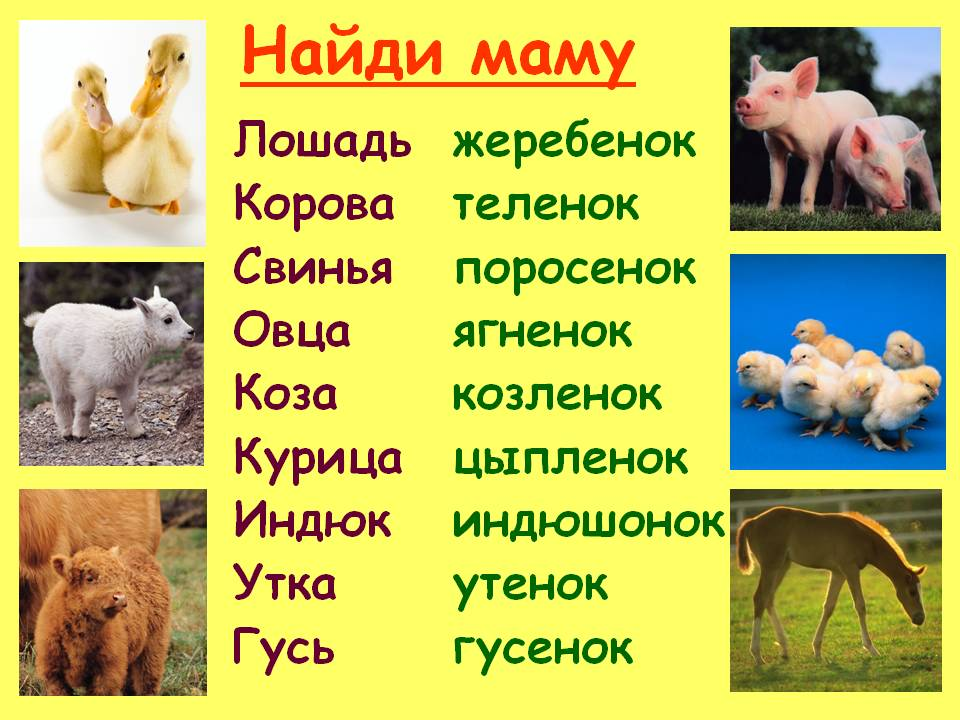 Найди маму
Лошадь жеребенок
Корова теленок
Свинья поросенок
Овца ягненок
Коза козленок
Курица цыпленок
Индюк индюшонок
Утка утенок
Гусь гусенок